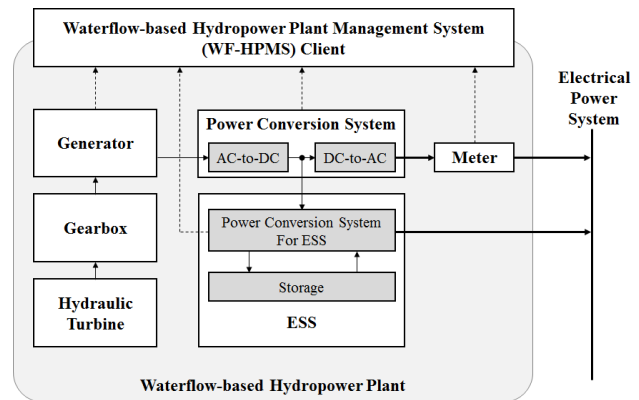 Waterflow-based Hydropower Plant Management System
(WF-HPMS) Client
Electrical
Power
System
Generator
Power Conversion System
AC-to-DC
DC-to-AC
Meter
Gearbox
Power Conversion System
For ESS
Storage
Hydraulic
Turbine
ESS
Waterflow-based Hydropower Plant